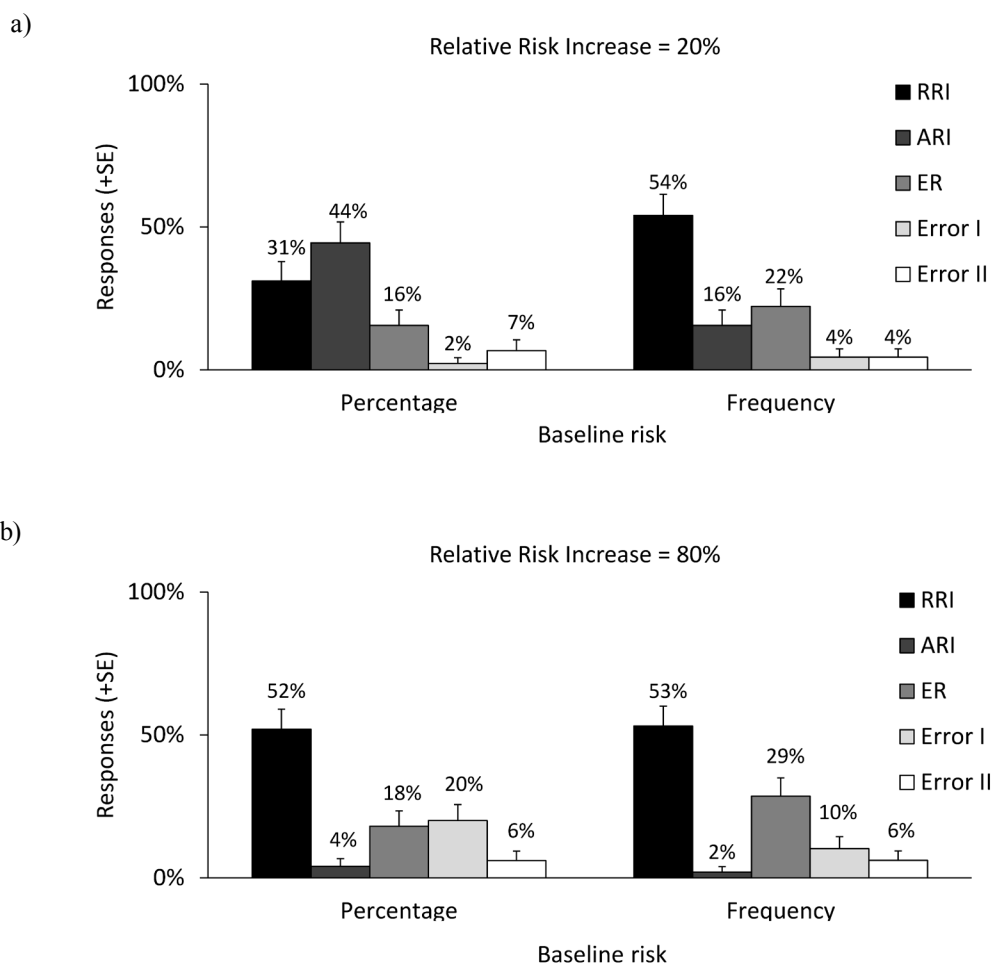 a)
Relative Risk Increase = 20%
100%
50%
0%
Responses (+SE)
31%
44%
16%
2%
7%
54%
16%
22%
4%
4%
RRI
ARI
ER
Error I
Error II
Percentage
Frequency
Baseline risk
b)
Relative Risk Increase = 80%
100%
50%
0%
Responses (+SE)
52%
4%
18%
20%
6%
53%
2%
29%
10%
6%
RRI
ARI
ER
Error I
Error II
Percentage
Frequency
Baseline risk